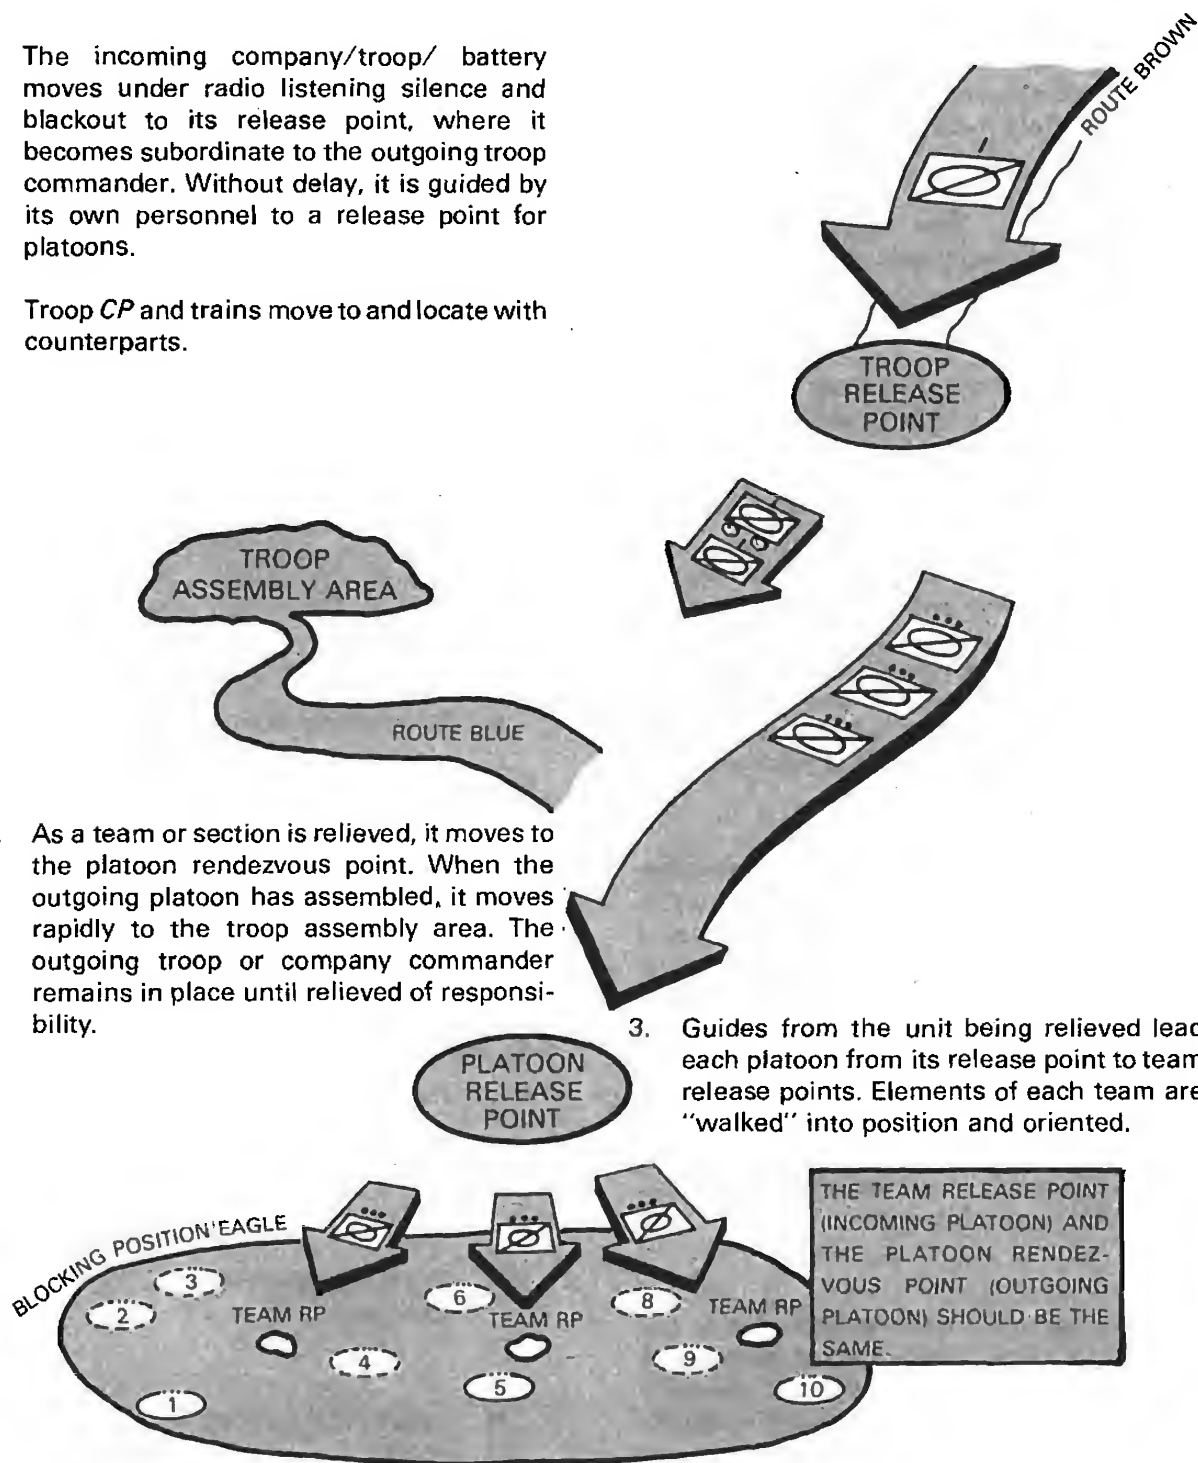 The incoming company/troop/ battery
moves under radio listening silence and
blackout to its release point, where it
becomes subordinate to the outgoing troop
commander. Without delay, it is guided by
its own personnel to a release point for
platoons.
Troop CP and trains move to and locate with
counterparts.
ROUTE BROWN
TROOP
RELEASE
POINT
TROOP
ASSEMBLY AREA
ROUTE BLUE
As a team or section is relieved, it moves to
the platoon rendezvous point. When the
outgoing platoon has assembled, it moves
rapidly to the troop assembly area. The
outgoing troop or company commander
remains in place until relieved of responsi-
bility.
3. Guides from the unit being relieved lead
each platoon from its release point to team
release points. Elements of each team are
"walked" into position and oriented.
PLATOON
RELEASE
POINT
THE TEAM RELEASE POINT
(INCOMING PLATOON) AND
THE PLATOON RENDEZ-
VOUS POINT (OUTGOING
PLATOON) SHOULD BE THE
SAME.
BLOCKING POSITION EAGLE
3
2
6
8
TEAM RP
TEAM RP
TEAM RP
4
9
5
1
10